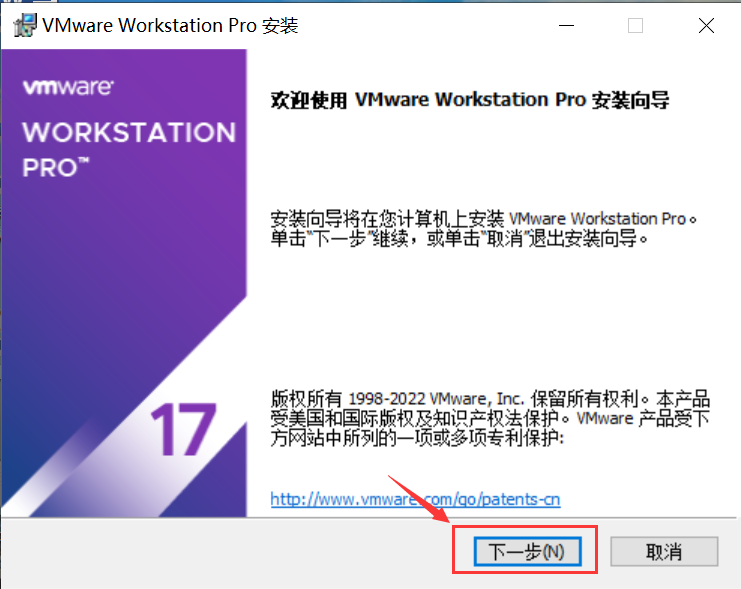 VMware Workstation Pro 安装
vmware®
WORKSTATION
PRO™
17
欢迎使用 VMware Workstation Pro 安装向导
安装向导将在您计算机上安装 VMware Workstation Pro。
单击“下一步”继续，或单击“取消”退出安装向导。
版权所有 1998-2022 VMware, Inc. 保留所有权利。本产品
受美国和国际版权及知识产权法保护。VMware 产品受下
方网站中所列的一项或多项专利保护:
http://www.vmware.com/go/patents-cn
下一步(N)
取消